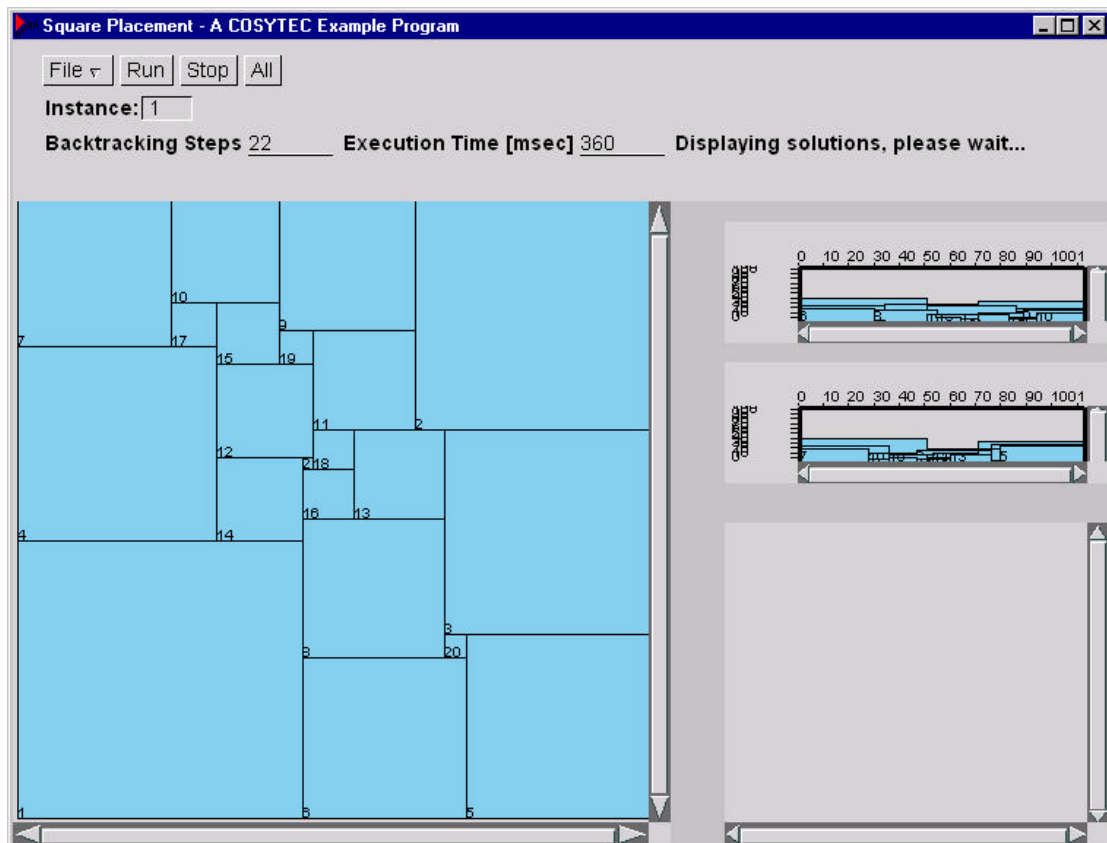 Square Placement - A COSYTEC Example Program
File Run Stop All
Instance: 1
Backtracking Steps 22 Execution Time [msec] 360 Displaying solutions, please wait...
0 10 20 30 40 50 60 70 80 90 1001
10
9
7 17
15 19
11 2
12
2 18
16 13
4 14
3
8 20
1 6 5
0 10 20 30 40 50 60 70 80 90 1001